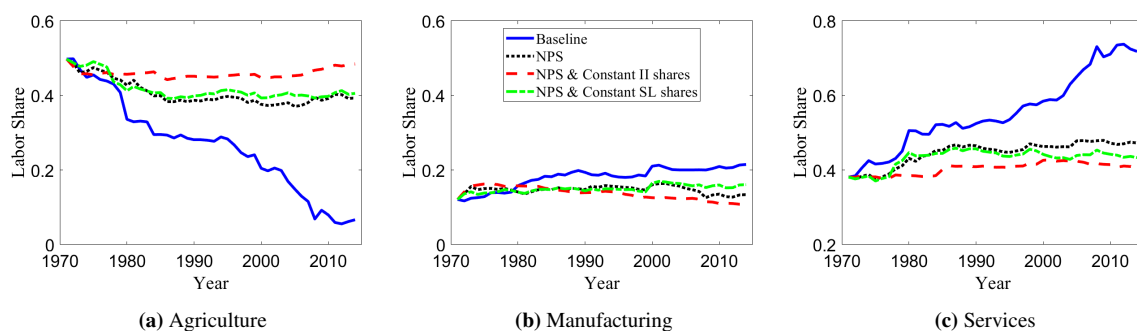 0.6
0.4
0.2
0
Labor Share
1970 1980 1990 2000 2010
Year
(a) Agriculture
0.6
0.4
0.2
0
Labor Share
Baseline
NPS
NPS & Constant II shares
NPS & Constant SL shares
1970 1980 1990 2000 2010
Year
(b) Manufacturing
0.8
0.6
0.4
0.2
Labor Share
1970 1980 1990 2000 2010
Year
(c) Services